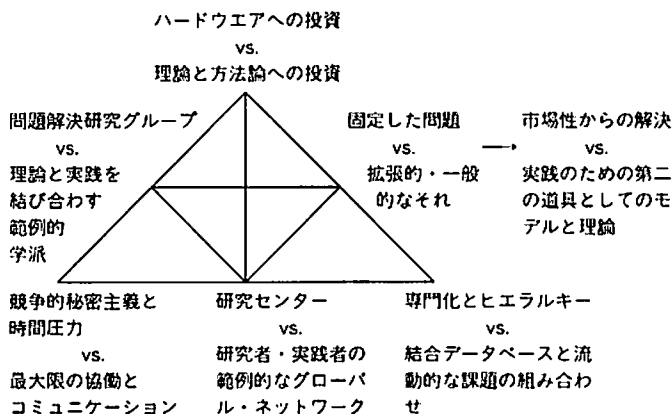 ハードウエアへの投資
vs.
理論と方法論への投資
問題解決研究グループ
vs.
理論と実践を
結び合わす
範例的
学派
固定した問題
vs.
拡張的・一般
的なそれ
市場性からの解決
vs.
実践のための第二
の道具としてのモ
デルと理論
競争的秘密主義と
時間圧力
vs.
最大限の協働と
コミュニケーション
研究センター
vs.
研究者・実践者の
範例的なグローバ
ル・ネットワーク
専門化とヒエラルキー
vs.
結合データベースと流
動的な課題の組み合わ
せ